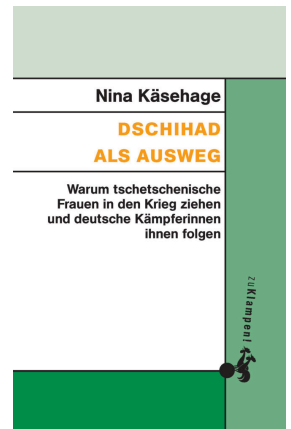 Nina Käsehage
DSCHIHAD
ALS AUSWEG
Warum tschetschenische
Frauen in den Krieg ziehen
und deutsche Kämpferinnen
ihnen folgen
zu Klampen!